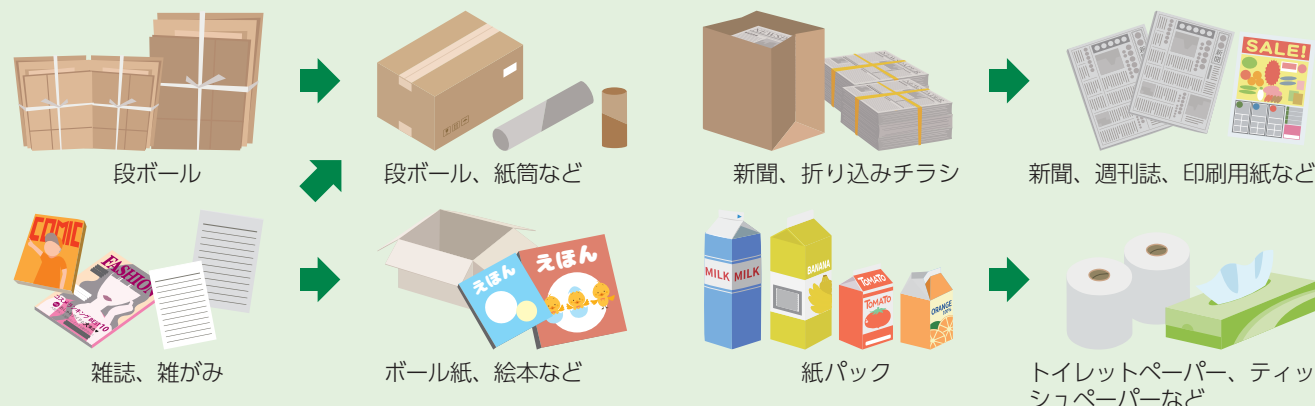 NEWS
SALE!
段ボール
段ボール、紙筒など
新聞、折り込みチラシ
新聞、週刊誌、印刷用紙など
COMIC
FASHION
えほん
えほん
MILK MILK
BANANA
TOMATO
TOMATO
ORANGE
100%
雑誌、雑がみ
ボール紙、絵本など
紙パック
トイレットペーパー、ティッ
シュペーパーなど